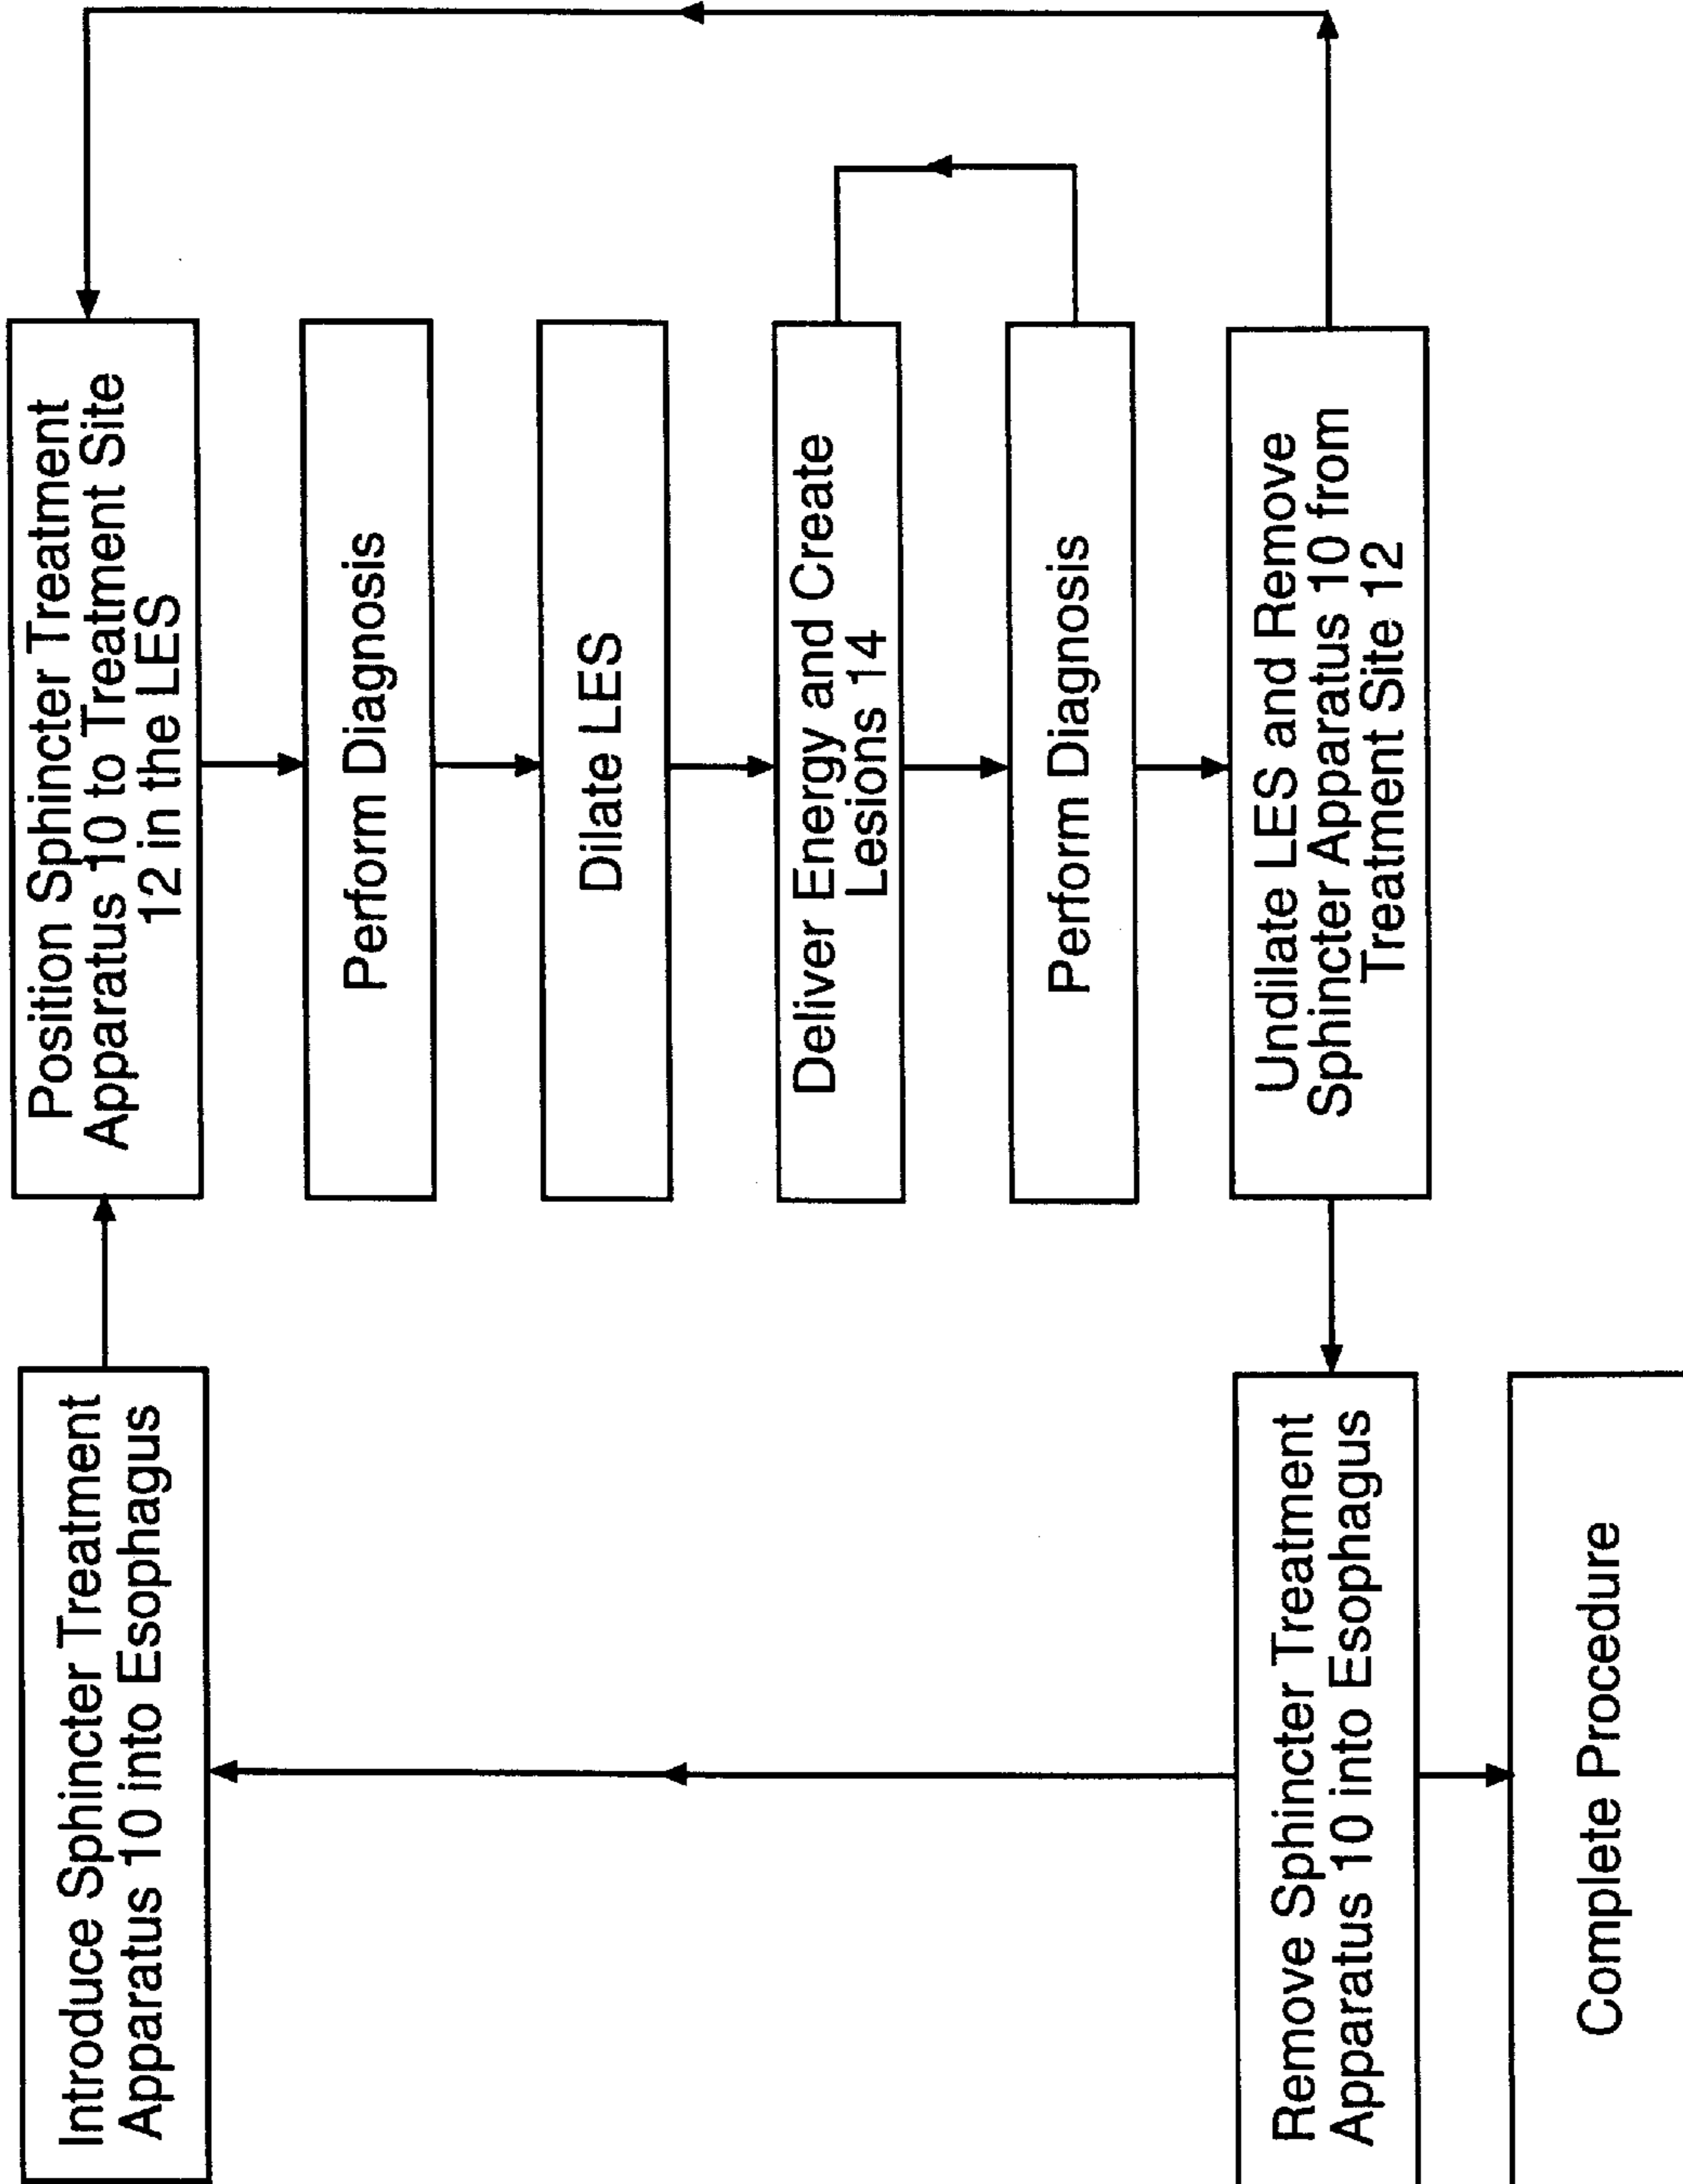 Introduce Sphincter Treatment
Apparatus 10 into Esophagus
Position Sphincter Treatment
Apparatus 10 to Treatment Site
12 in the LES
Perform Diagnosis
Dilate LES
Deliver Energy and Create
Lesions 14
Perform Diagnosis
Undilate LES and Remove
Sphincter Apparatus 10 from
Treatment Site 12
Remove Sphincter Treatment
Apparatus 10 into Esophagus
Complete Procedure